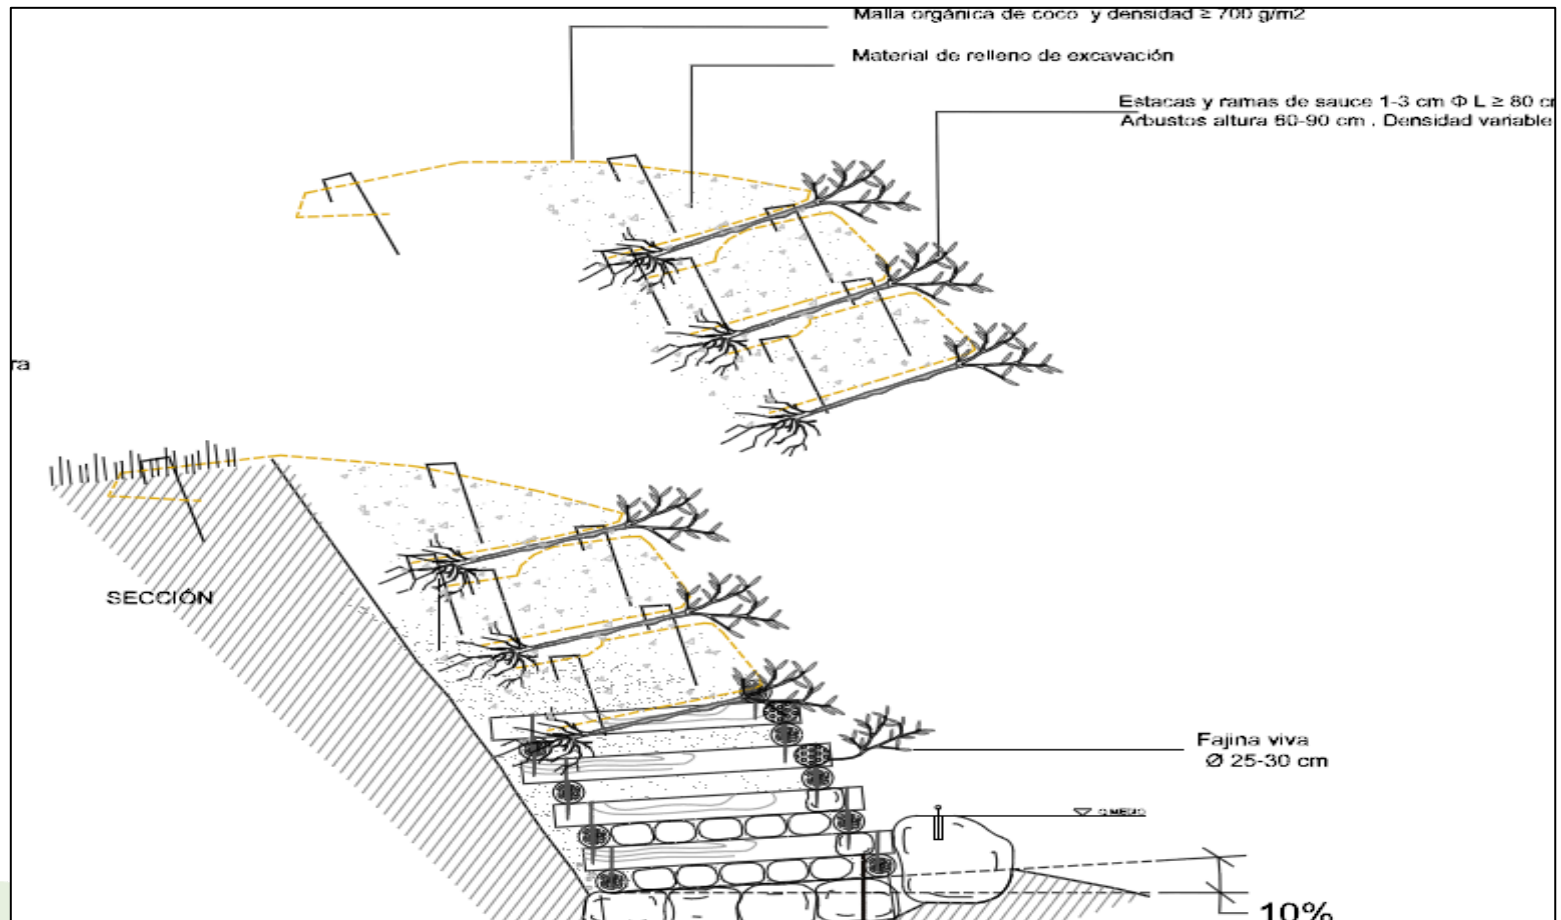 Malla orgánica de coco y densidad ≥ 700 g/m2
Material de relleno de excavación
Estacas y ramas de sauce 1-3 cm Φ L ≥ 80 c
Arbustos altura 60-90 cm . Densidad variable
ra
SECCIÓN
Fajina viva
Ø 25-30 cm
Q MEDIO
10%